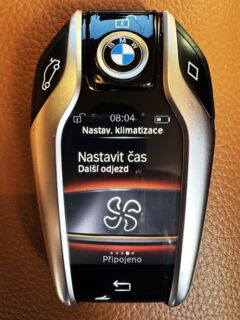 BMW
08:04
Nastav. klimatizace
Nastavit čas
Další odjezd
Připojeno